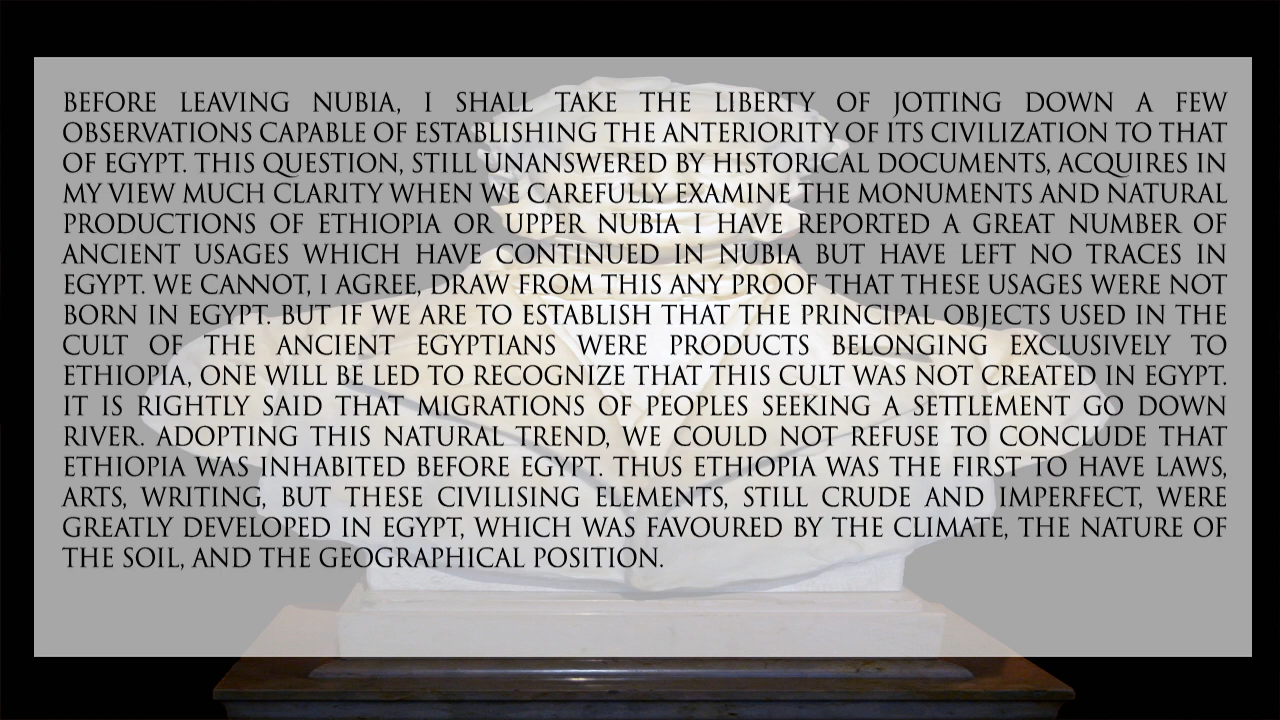 BEFORE LEAVING NUBIA, I SHALL TAKE THE LIBERTY OF JOTTING DOWN A FEW
OBSERVATIONS CAPABLE OF ESTABLISHING THE ANTERIORITY OF ITS CIVILIZATION TO THAT
OF EGYPT. THIS QUESTION, STILL UNANSWERED BY HISTORICAL DOCUMENTS, ACQUIRES IN
MY VIEW MUCH CLARITY WHEN WE CAREFULLY EXAMINE THE MONUMENTS AND NATURAL
PRODUCTIONS OF ETHIOPIA OR UPPER NUBIA I HAVE REPORTED A GREAT NUMBER OF
ANCIENT USAGES WHICH HAVE CONTINUED IN NUBIA BUT HAVE LEFT NO TRACES IN
EGYPT. WE CANNOT, I AGREE, DRAW FROM THIS ANY PROOF THAT THESE USAGES WERE NOT
BORN IN EGYPT. BUT IF WE ARE TO ESTABLISH THAT THE PRINCIPAL OBJECTS USED IN THE
CULT OF THE ANCIENT EGYPTIANS WERE PRODUCTS BELONGING EXCLUSIVELY TO
ETHIOPIA, ONE WILL BE LED TO RECOGNIZE THAT THIS CULT WAS NOT CREATED IN EGYPT.
IT IS RIGHTLY SAID THAT MIGRATIONS OF PEOPLES SEEKING A SETTLEMENT GO DOWN
RIVER. ADOPTING THIS NATURAL TREND, WE COULD NOT REFUSE TO CONCLUDE THAT
ETHIOPIA WAS INHABITED BEFORE EGYPT. THUS ETHIOPIA WAS THE FIRST TO HAVE LAWS,
ARTS, WRITING, BUT THESE CIVILISING ELEMENTS, STILL CRUDE AND IMPERFECT, WERE
GREATLY DEVELOPED IN EGYPT, WHICH WAS FAVOURED BY THE CLIMATE, THE NATURE OF
THE SOIL, AND THE GEOGRAPHICAL POSITION.